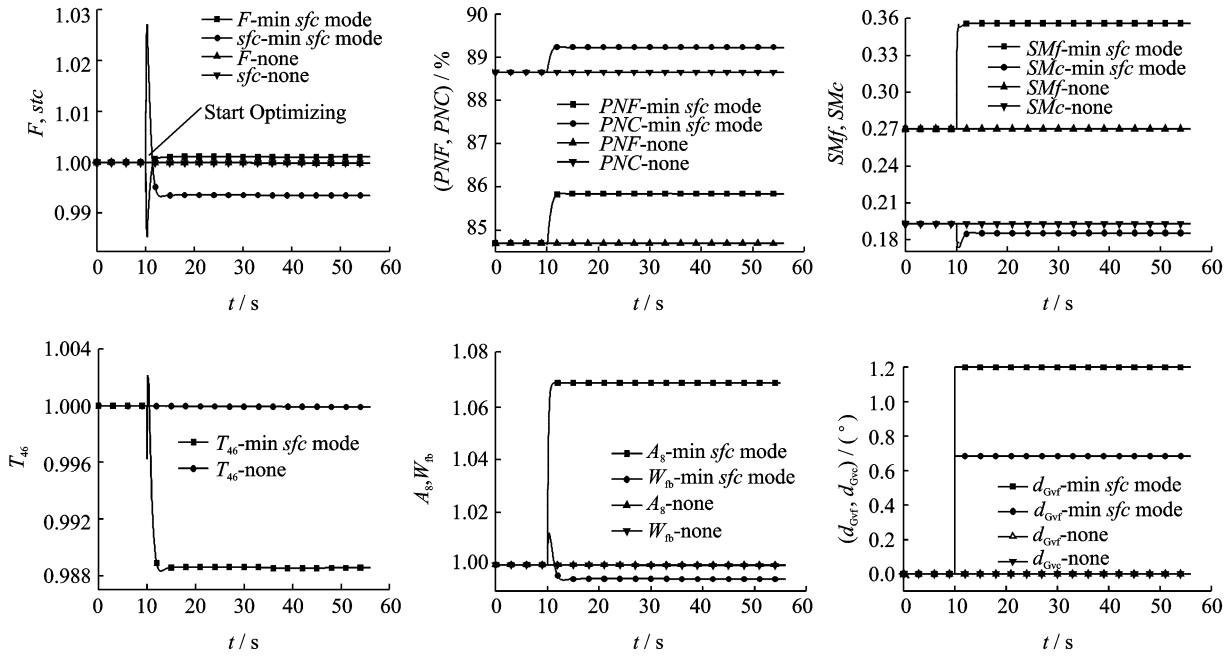 F, stc
1.03
1.02
1.01
1.00
0.99
F-min sfc mode
sfc-min sfc mode
F-none
sfc-none
Start Optimizing
0 10 20 30 40 50 60
t / s
(PNF, PNC) / %
90
89
88
87
86
85
PNF-min sfc mode
PNC-min sfc mode
PNF-none
PNC-none
0 10 20 30 40 50 60
t / s
SMf, SMc
0.36
0.33
0.30
0.27
0.24
0.21
0.18
SMf-min sfc mode
SMc-min sfc mode
SMf-none
SMc-none
0 10 20 30 40 50 60
t / s
T46
1.004
1.000
0.996
0.992
0.988
T46-min sfc mode
T46-none
0 10 20 30 40 50 60
t / s
A8,Wfb
1.08
1.06
1.04
1.02
1.00
A8-min sfc mode
Wfb-min sfc mode
A8-none
Wfb-none
0 10 20 30 40 50 60
t / s
(dGvf, dGvc) / (°)
1.2
1.0
0.8
0.6
0.4
0.2
0.0
dGvf-min sfc mode
dGvf-min sfc mode
dGvf-none
dGvc-none
0 10 20 30 40 50 60
t / s